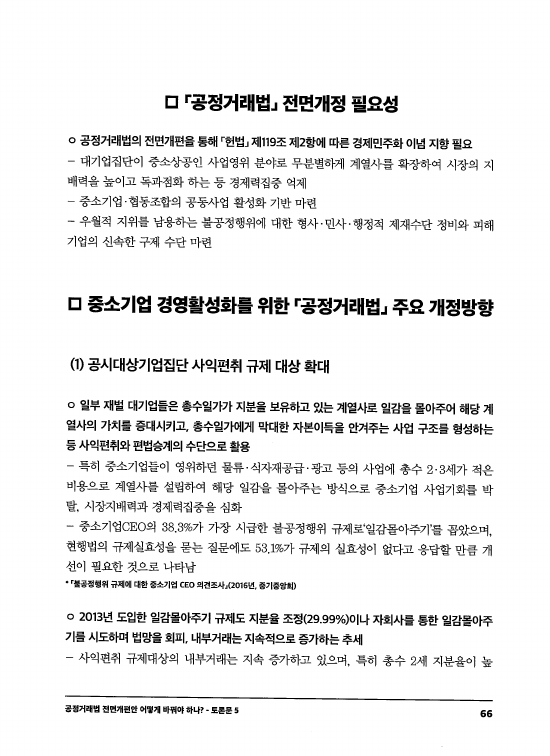 □ 「공정거래법」 전면개정 필요성
ㅇ 공정거래법의 전면개편을 통해 「헌법」 제119조 제2항에 따른 경제민주화 이념 지향 필요
- 대기업집단이 중소상공인 사업영위 분야로 무분별하게 계열사를 확장하여 시장의 지
배력을 높이고 독과점화 하는 등 경제력집중 억제
- 중소기업·협동조합의 공동사업 활성화 기반 마련
- 우월적 지위를 남용하는 불공정행위에 대한 형사·민사·행정적 제재수단 정비와 피해
기업의 신속한 구제 수단 마련
□ 중소기업 경영활성화를 위한 「공정거래법」 주요 개정방향
(1) 공시대상기업집단 사익편취 규제 대상 확대
ㅇ 일부 재벌 대기업들은 총수일가가 지분을 보유하고 있는 계열사로 일감을 몰아주어 해당 계
열사의 가치를 증대시키고, 총수일가에게 막대한 자본이득을 안겨주는 사업 구조를 형성하는
등 사익편취와 편법승계의 수단으로 활용
- 특히 중소기업들이 영위하던 물류·식자재공급·광고 등의 사업에 총수 2·3세가 적은
비용으로 계열사를 설립하여 해당 일감을 몰아주는 방식으로 중소기업 사업기회를 박
탈, 시장지배력과 경제력집중을 심화
- 중소기업CEO의 38.3%가 가장 시급한 불공정행위 규제로'일감몰아주기'를 꼽았으며,
현행법의 규제실효성을 묻는 질문에도 53.1%가 규제의 실효성이 없다고 응답할 만큼 개
선이 필요한 것으로 나타남
* 「불공정행위 규제에 대한 중소기업 CEO 의견조사」(2016년, 중기중앙회)
ㅇ 2013년 도입한 일감몰아주기 규제도 지분율 조정(29.99%)이나 자회사를 통한 일감몰아주
기를 시도하며 법망을 회피, 내부거래는 지속적으로 증가하는 추세
- 사익편취 규제대상의 내부거래는 지속 증가하고 있으며, 특히 총수 2세 지분율이 높
공정거래법 전면개편안 어떻게 바꿔야 하나? - 토론문 5
66